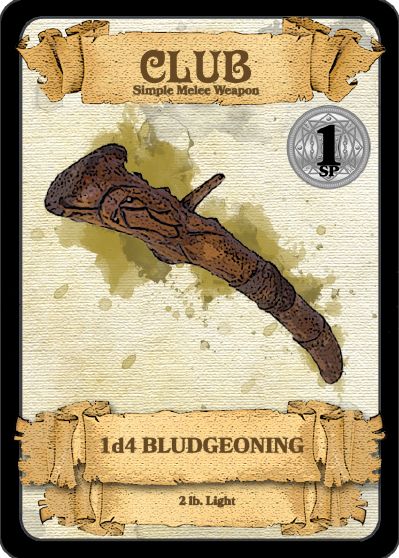 CLUB
Simple Melee Weapon
1
SP
1d4 BLUDGEONING
2 lb. Light